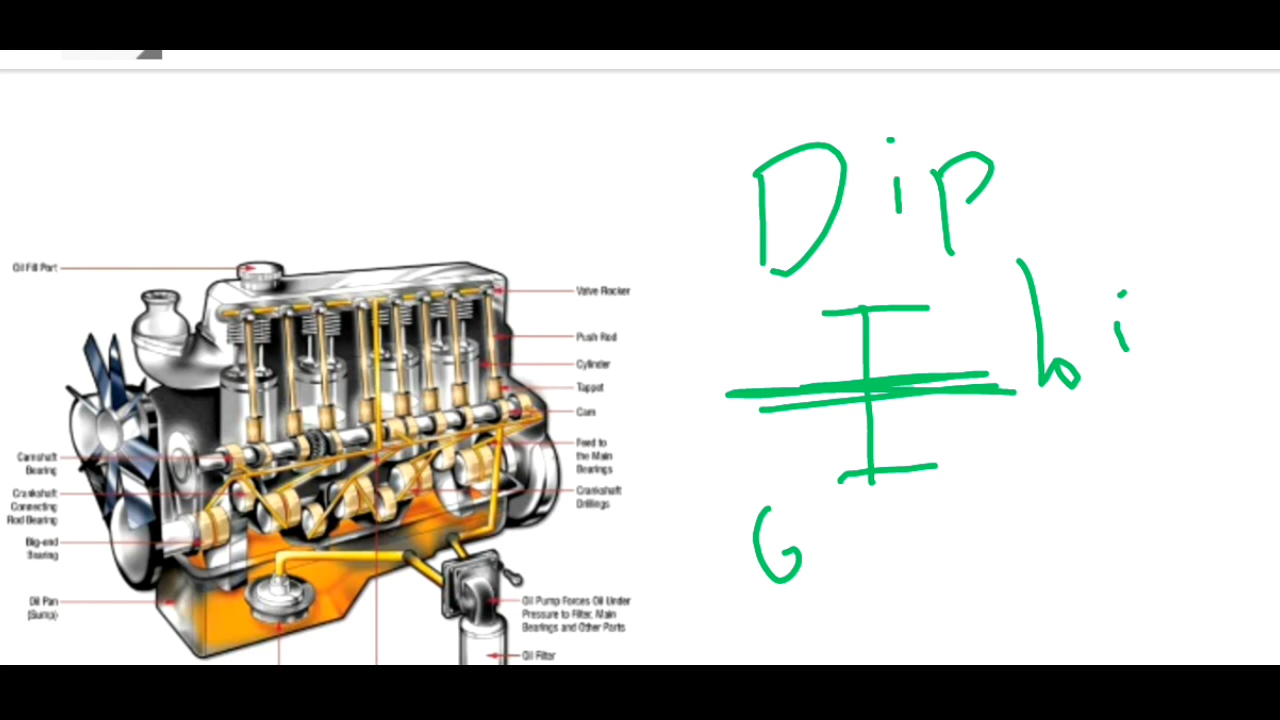 Oil Fill Port
Valve Rocker
Push Rod
Cylinder
Tappet
Cam
Feed to
the Main
Bearings
Crankshaft
Drillings
Camshaft
Bearing
Crankshaft
Connecting
Rod Bearing
Big-end
Bearing
Oil Pan
(Sump)
Oil Pump Forces Oil Under
Pressure to Filter, Main
Bearings and Other Parts
Oil Filter
Dip
hi
G